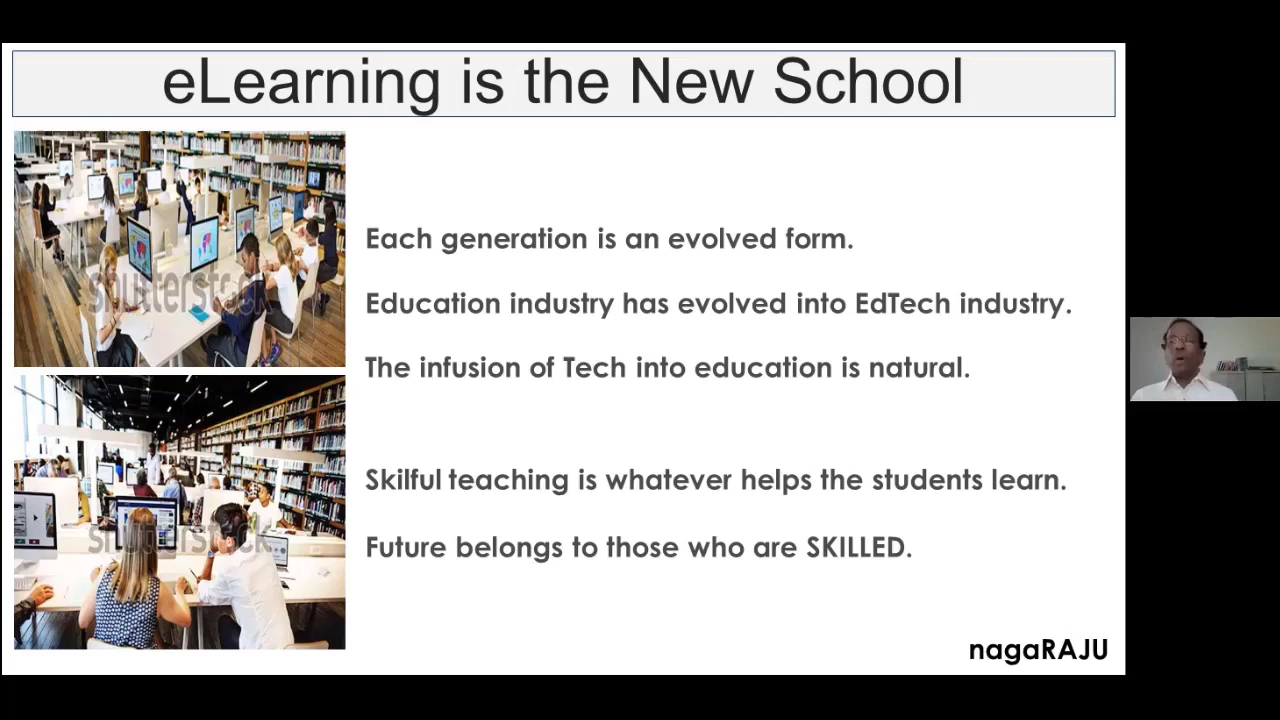 eLearning is the New School
shutterstock
Each generation is an evolved form.
Education industry has evolved into EdTech industry.
The infusion of Tech into education is natural.
shutterstock
Skilful teaching is whatever helps the students learn.
Future belongs to those who are SKILLED.
nagaRAJU